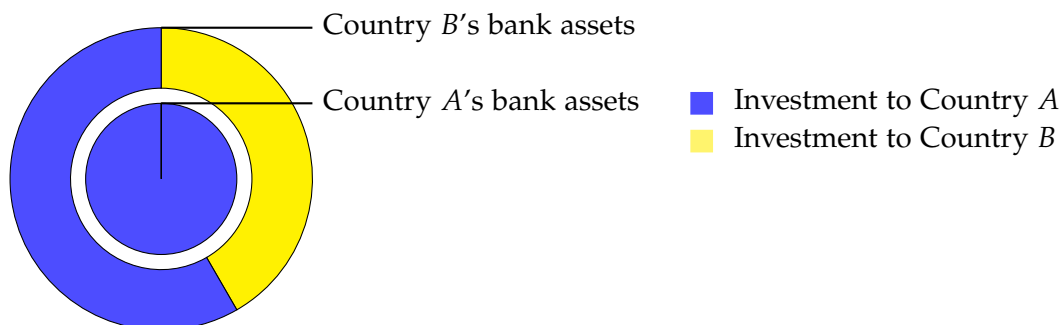 Country B’s bank assets
Country A’s bank assets
Investment to Country A
Investment to Country B